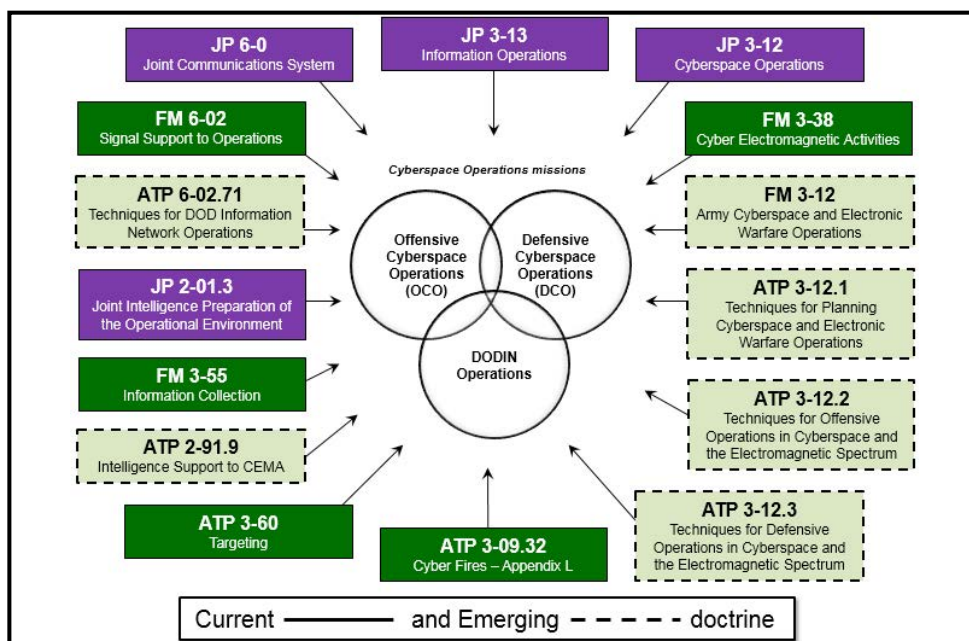 JP 6-0
Joint Communications System
JP 3-13
Information Operations
JP 3-12
Cyberspace Operations
FM 6-02
Signal Support to Operations
FM 3-38
Cyber Electromagnetic Activities
Cyberspace Operations missions
ATP 6-02.71
Techniques for DOD Information
Network Operations
FM 3-12
Army Cyberspace and Electronic
Warfare Operations
Offensive
Cyberspace
Operations
(OCO)
Defensive
Cyberspace
Operations
(DCO)
JP 2-01.3
Joint Intelligence Preparation of
the Operational Environment
ATP 3-12.1
Techniques for Planning
Cyberspace and Electronic
Warfare Operations
DODIN
Operations
FM 3-55
Information Collection
ATP 3-12.2
Techniques for Offensive
Operations in Cyberspace and
the Electromagnetic Spectrum
ATP 2-91.9
Intelligence Support to CEMA
ATP 3-60
Targeting
ATP 3-09.32
Cyber Fires – Appendix L
ATP 3-12.3
Techniques for Defensive
Operations in Cyberspace and
the Electromagnetic Spectrum
Current and Emerging doctrine